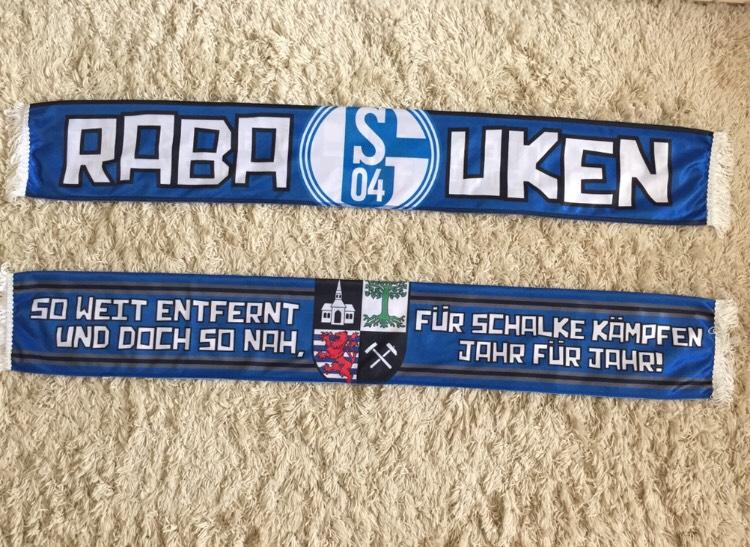 RABA S 04 UKEN
SO WEIT ENTFERNT
UND DOCH SO NAH,
FÜR SCHALKE KÄMPFEN
JAHR FÜR JAHR!